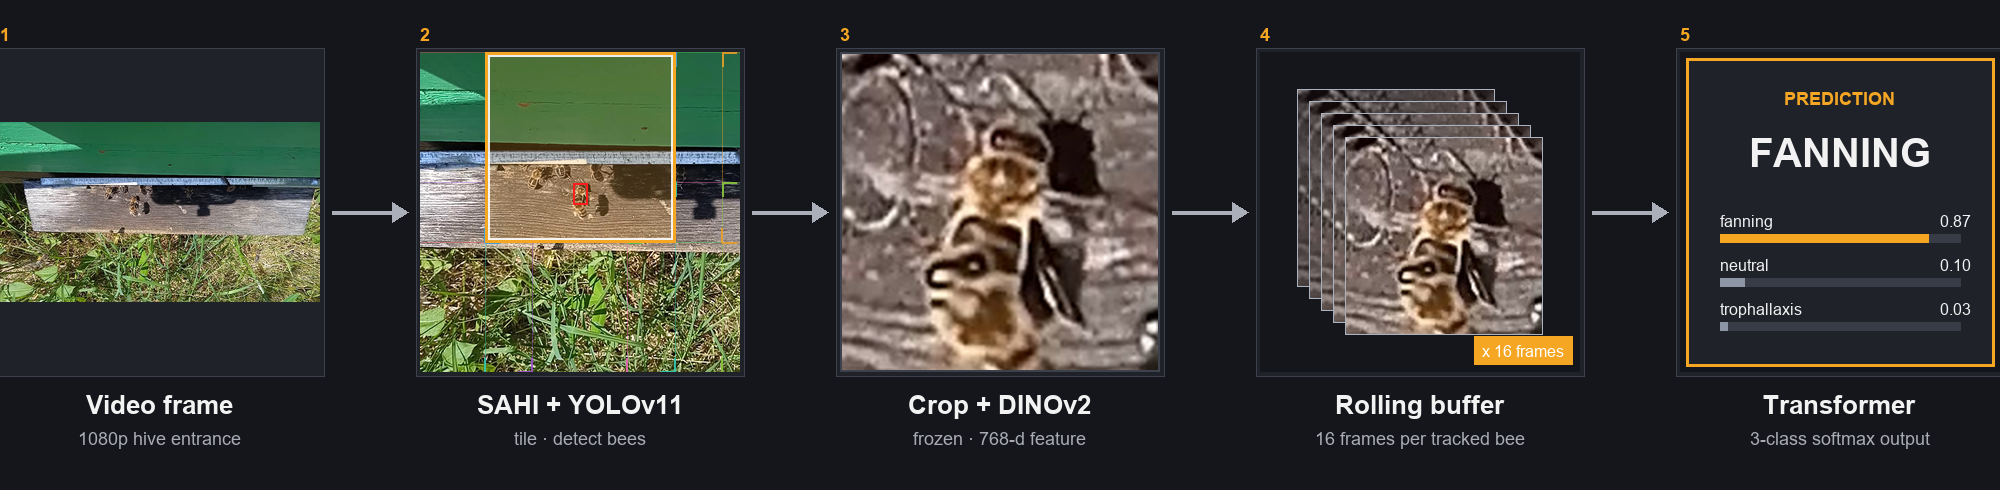 1
2
3
4
5
PREDICTION
FANNING
fanning 0.87
neutral 0.10
trophallaxis 0.03
x 16 frames
Video frame
1080p hive entrance
SAHI + YOLOv11
tile · detect bees
Crop + DINOv2
frozen · 768-d feature
Rolling buffer
16 frames per tracked bee
Transformer
3-class softmax output